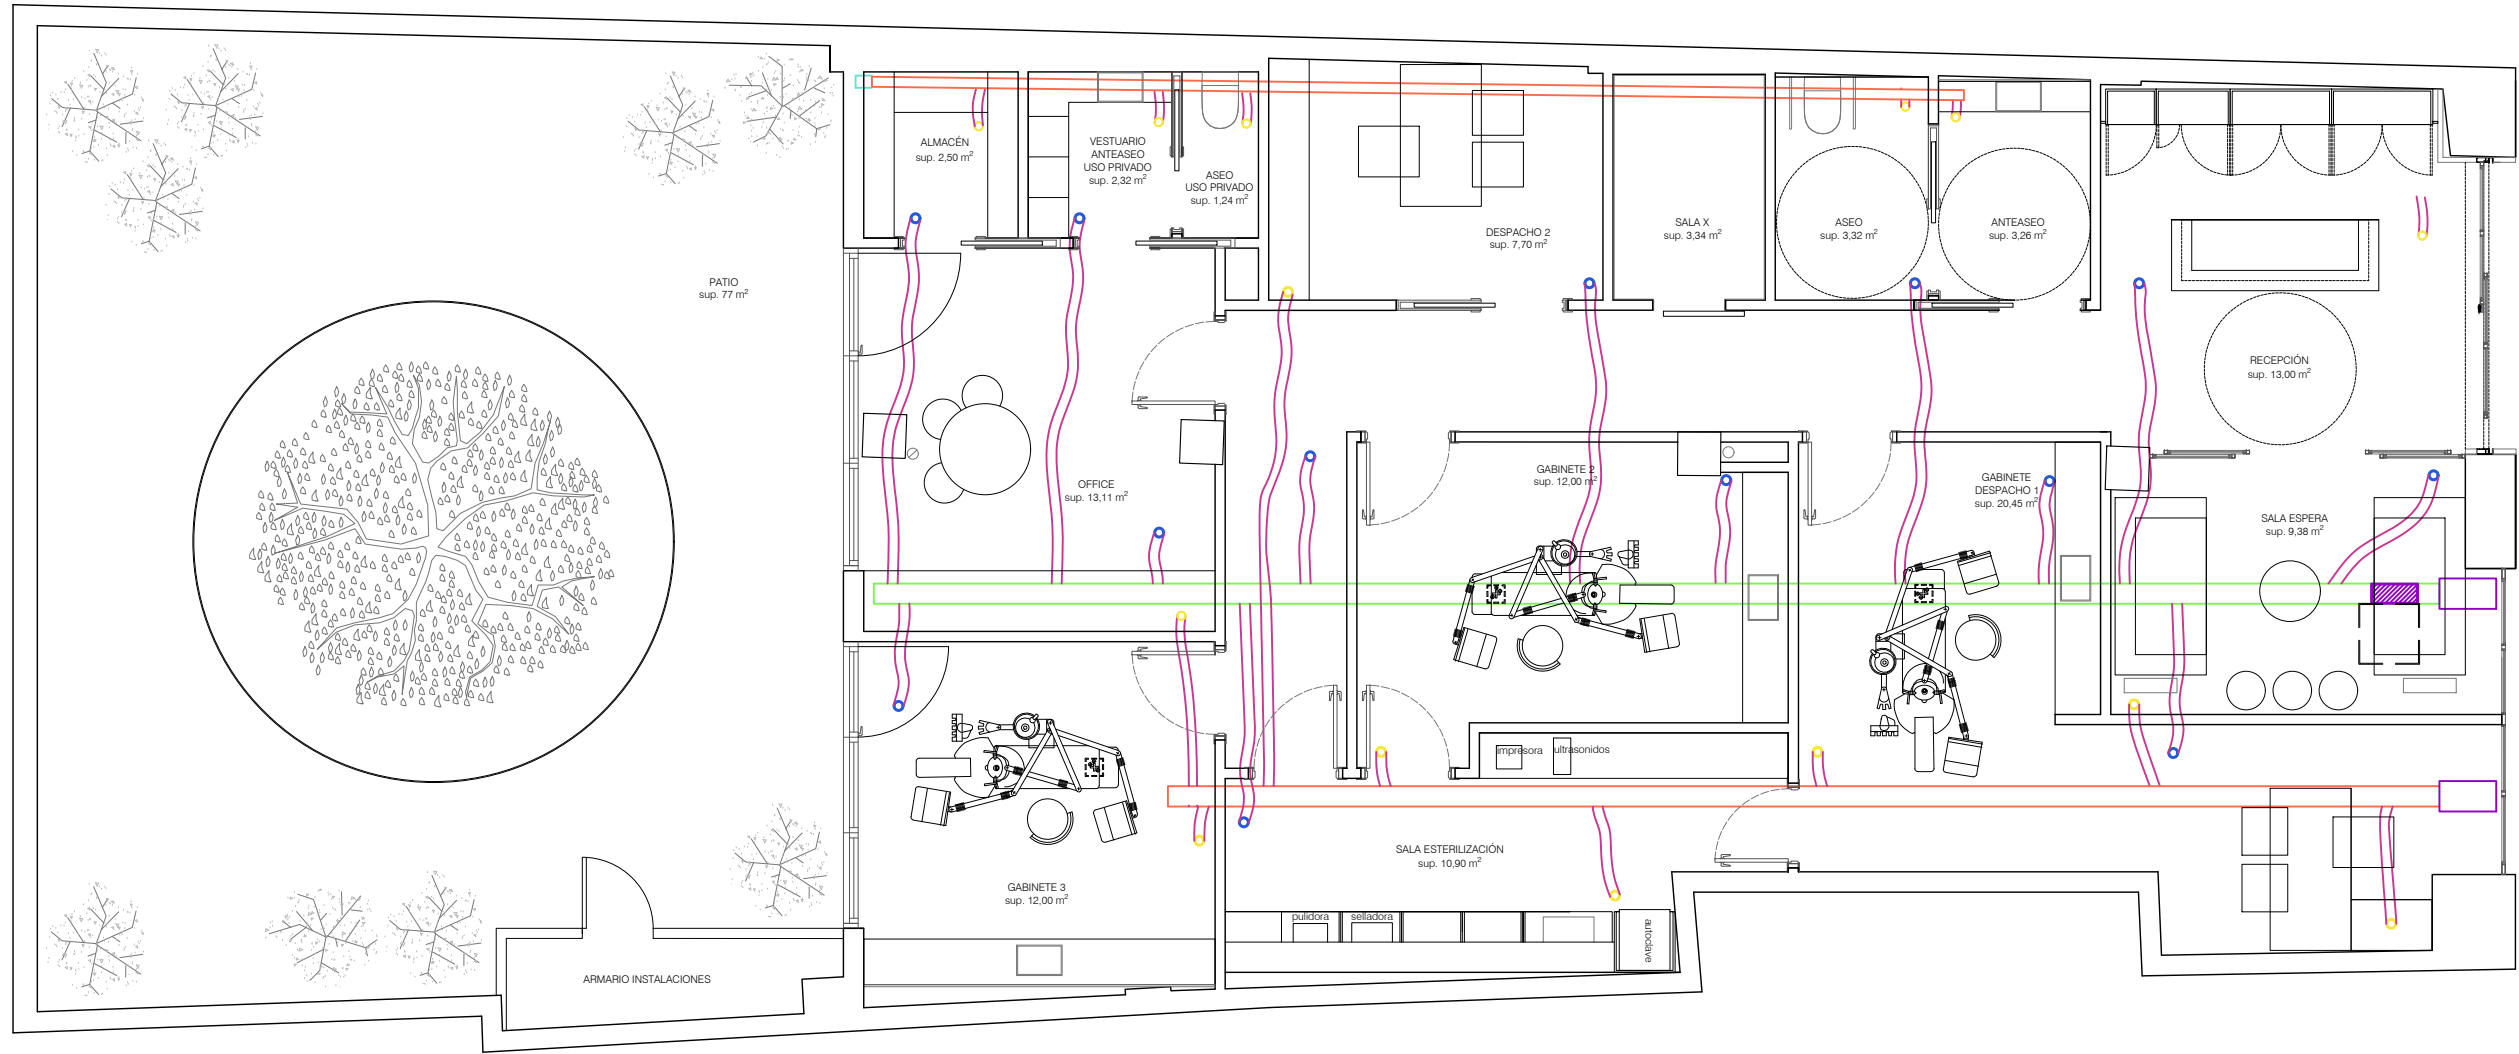 ALMACÉN
sup. 2,50 m²
VESTUARIO
ANTEASEO
USO PRIVADO
sup. 2,32 m²
ASEO
USO PRIVADO
sup. 1,24 m²
DESPACHO 2
sup. 7,70 m²
SALA X
sup. 3,34 m²
ASEO
sup. 3,32 m²
ANTEASEO
sup. 3,26 m²
PATIO
sup. 77 m²
RECEPCIÓN
sup. 13,00 m²
OFFICE
sup. 13,11 m²
GABINETE 2
sup. 12,00 m²
GABINETE
DESPACHO 1
sup. 20,45 m²
SALA ESPERA
sup. 9,38 m²
impresora
ultrasonidos
SALA ESTERILIZACIÓN
sup. 10,90 m²
GABINETE 3
sup. 12,00 m²
pulidora
selladora
autoclave
ARMARIO INSTALACIONES